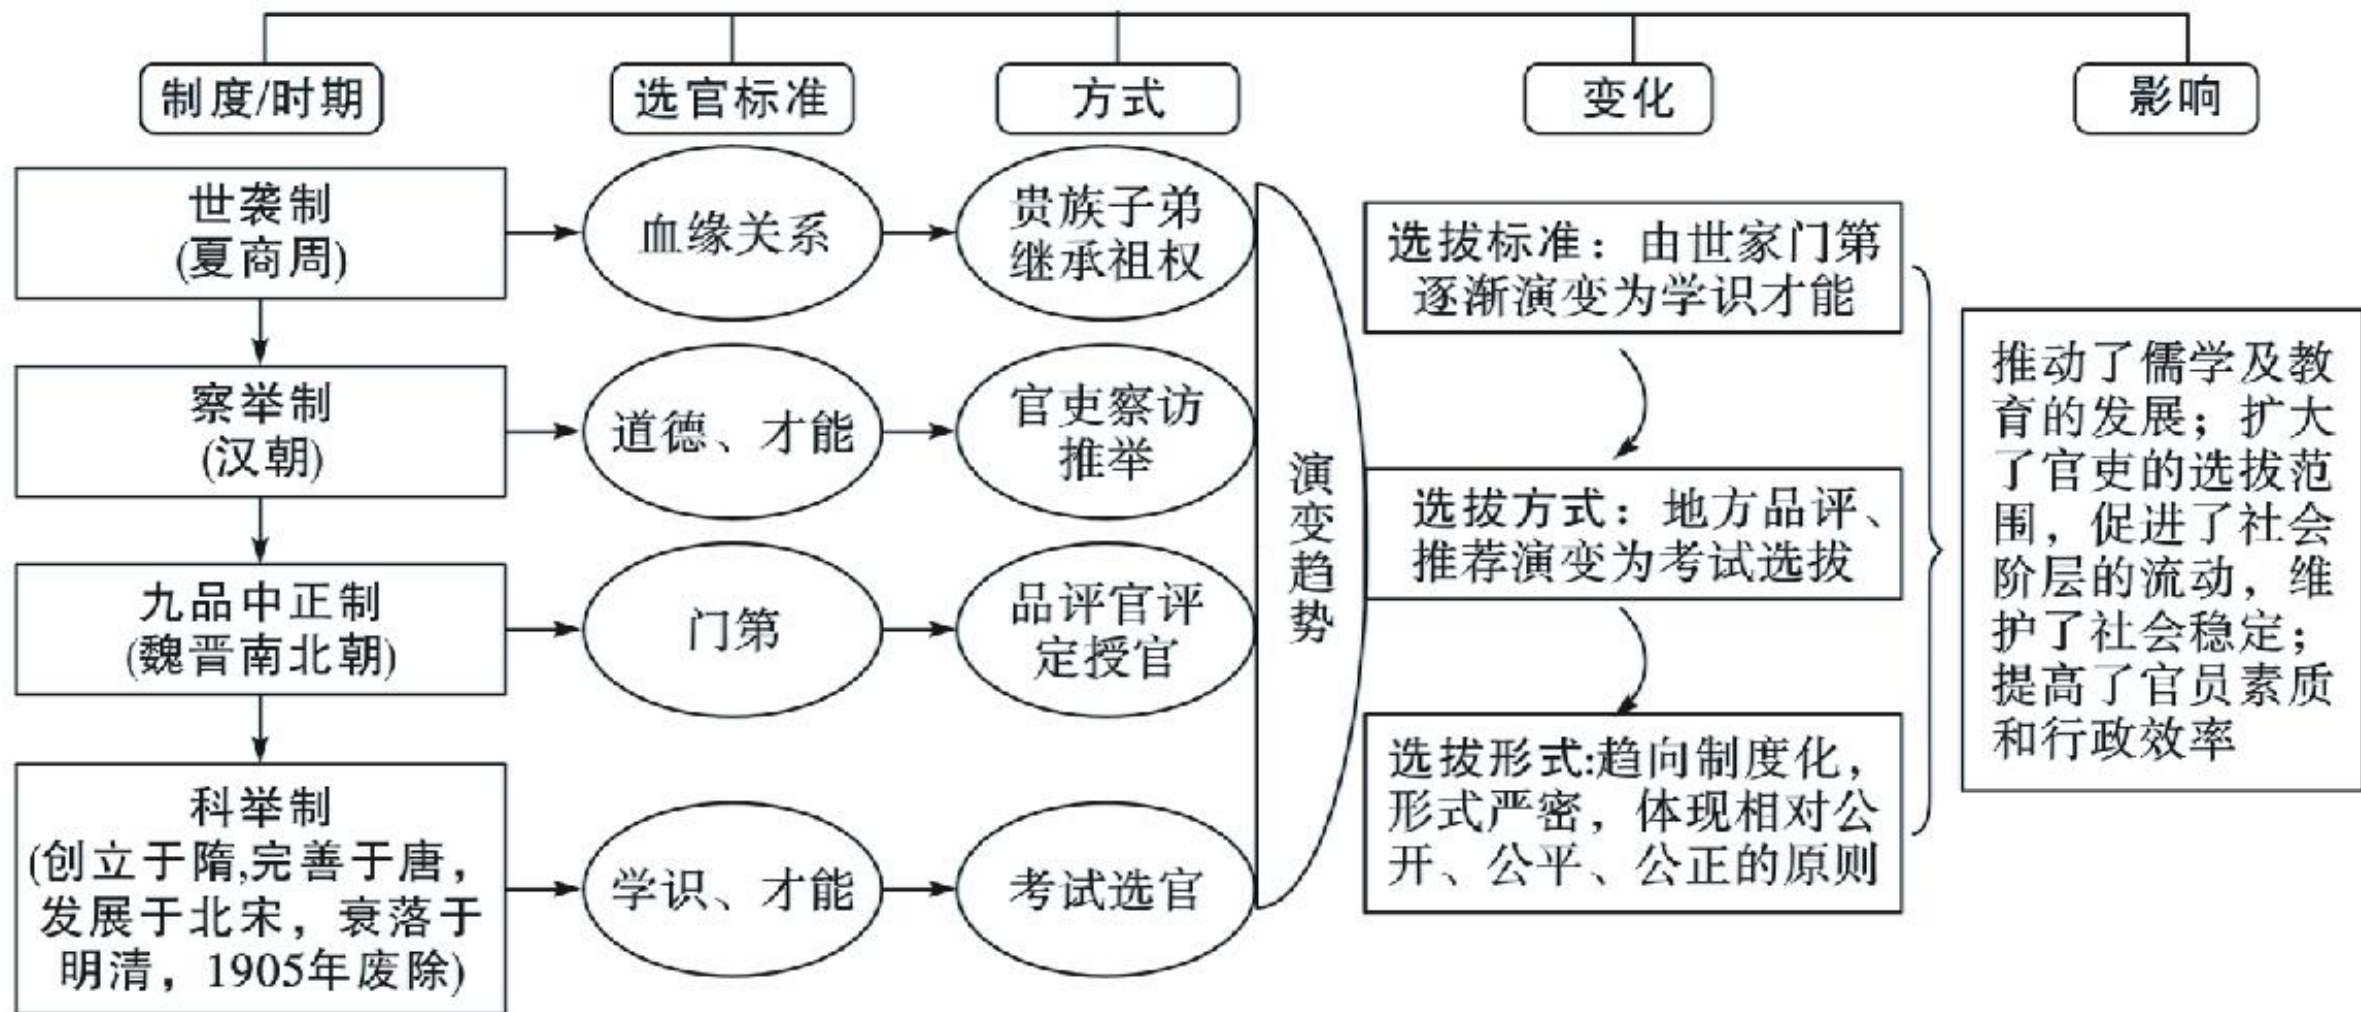 制度/时期
选官标准
方式
变化
影响
世袭制
(夏商周)
血缘关系
贵族子弟
继承祖权
察举制
(汉朝)
道德、才能
官吏察访
推举
九品中正制
(魏晋南北朝)
门第
品评官评
定授官
科举制
(创立于隋,完善于唐，
发展于北宋，衰落于
明清，1905年废除)
学识、才能
考试选官
演变趋势
选拔标准：由世家门第
逐渐演变为学识才能
选拔方式：地方品评、
推荐演变为考试选拔
选拔形式:趋向制度化，
形式严密，体现相对公
开、公平、公正的原则
推动了儒学及教
育的发展；扩大
了官吏的选拔范
围，促进了社会
阶层的流动，维
护了社会稳定；
提高了官员素质
和行政效率